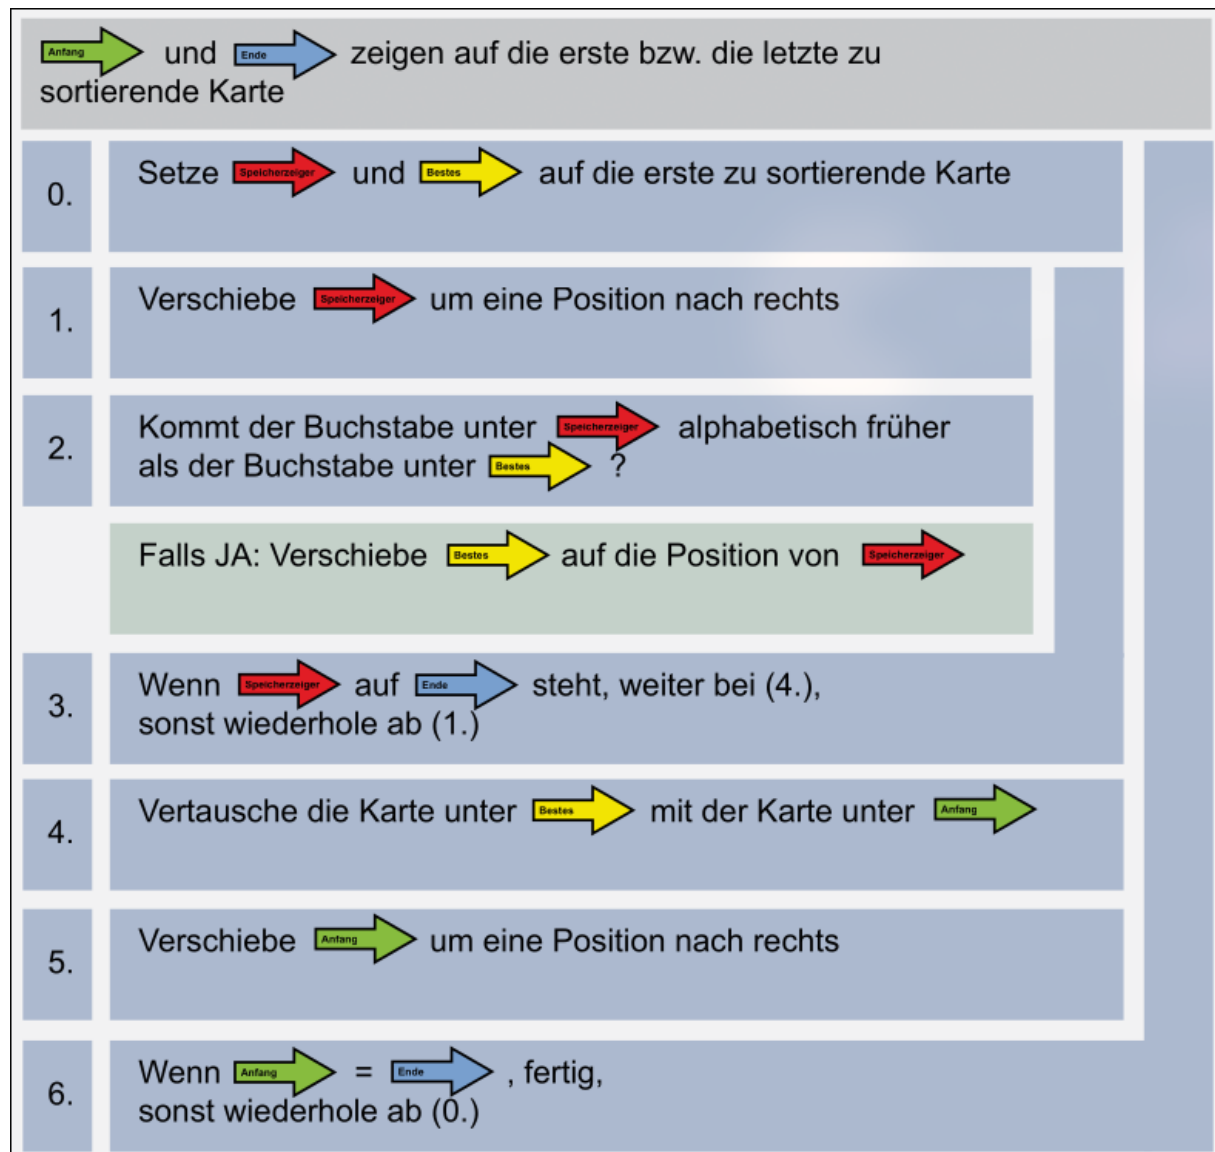 Anfang und Ende zeigen auf die erste bzw. die letzte zu
sortierende Karte
0. Setze Speicherzeiger und Bestes auf die erste zu sortierende Karte
1. Verschiebe Speicherzeiger um eine Position nach rechts
2. Kommt der Buchstabe unter Speicherzeiger alphabetisch früher
als der Buchstabe unter Bestes ?
Falls JA: Verschiebe Bestes auf die Position von Speicherzeiger
3. Wenn Speicherzeiger auf Ende steht, weiter bei (4.),
sonst wiederhole ab (1.)
4. Vertausche die Karte unter Bestes mit der Karte unter Anfang
5. Verschiebe Anfang um eine Position nach rechts
6. Wenn Anfang = Ende , fertig,
sonst wiederhole ab (0.)